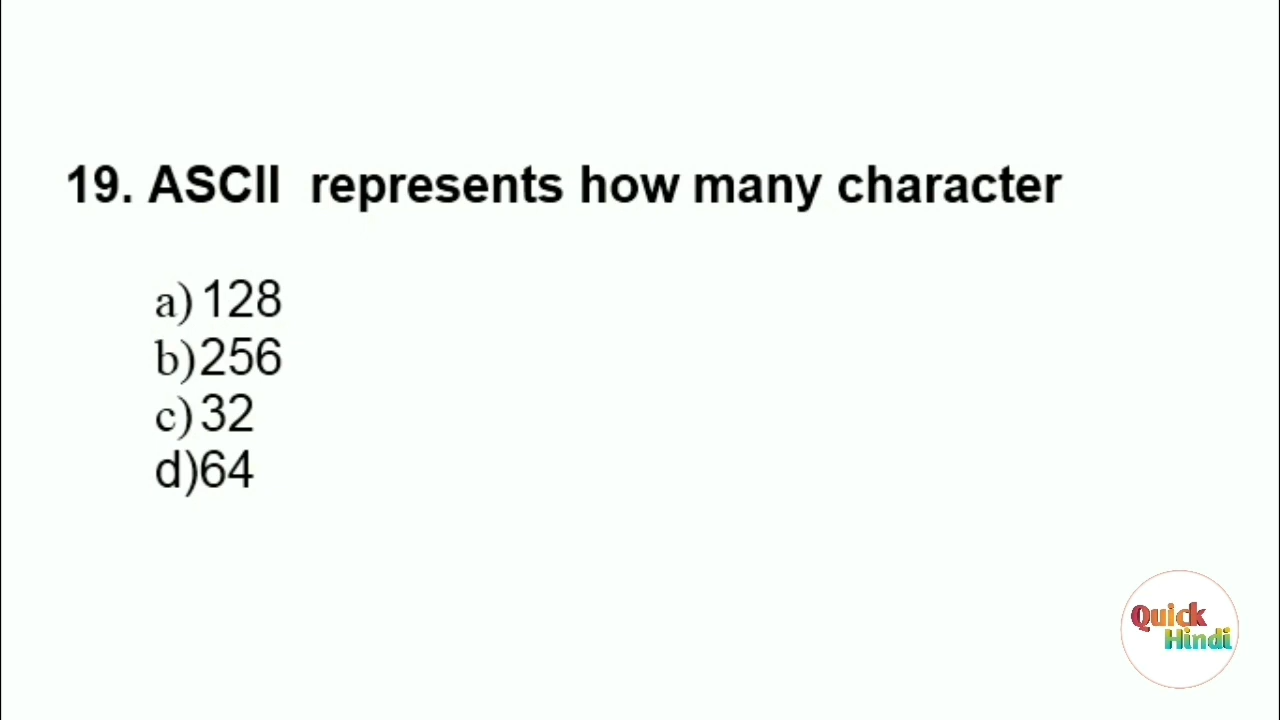 19. ASCII represents how many character
a) 128
b) 256
c) 32
d) 64
Quick
Hindi